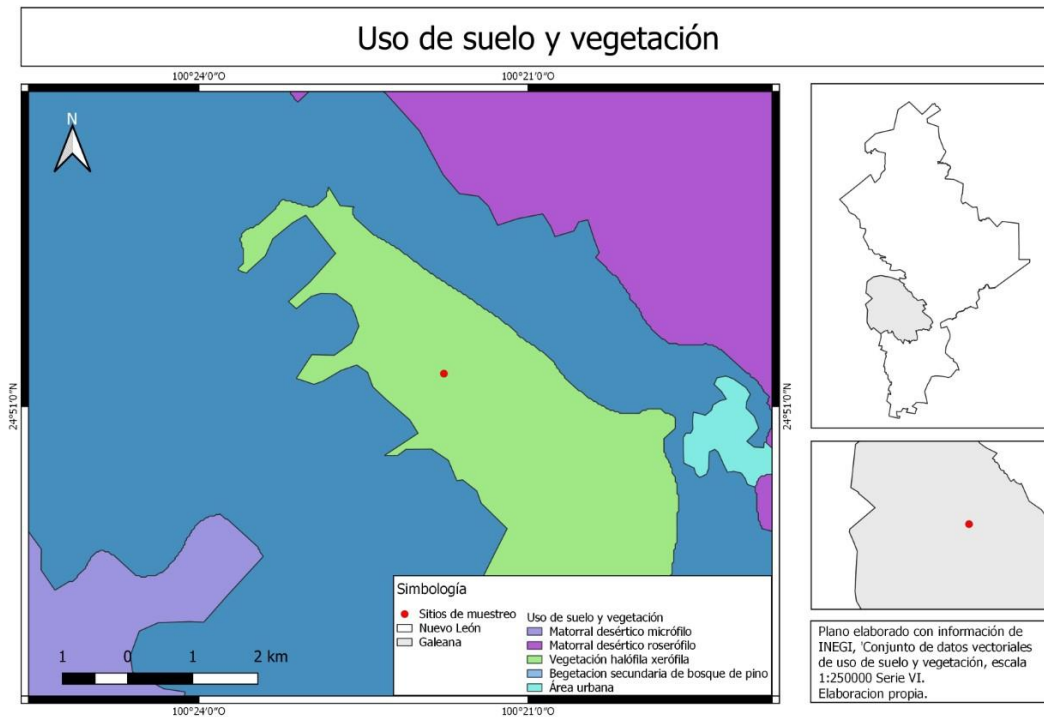 Uso de suelo y vegetación
100°24'0"O
100°21'0"O
N
24°51'0"N
24°51'0"N
Simbología
Sitios de muestreo
Nuevo León
Galeana
Uso de suelo y vegetación
Matorral desértico micrófilo
Matorral desértico roserófilo
Vegetación halófila xerófila
Begetacion secundaria de bosque de pino
Área urbana
1 0 1 2 km
100°24'0"O
100°21'0"O
Plano elaborado con información de
INEGI, 'Conjunto de datos vectoriales
de uso de suelo y vegetación, escala
1:250000 Serie VI.
Elaboracion propia.